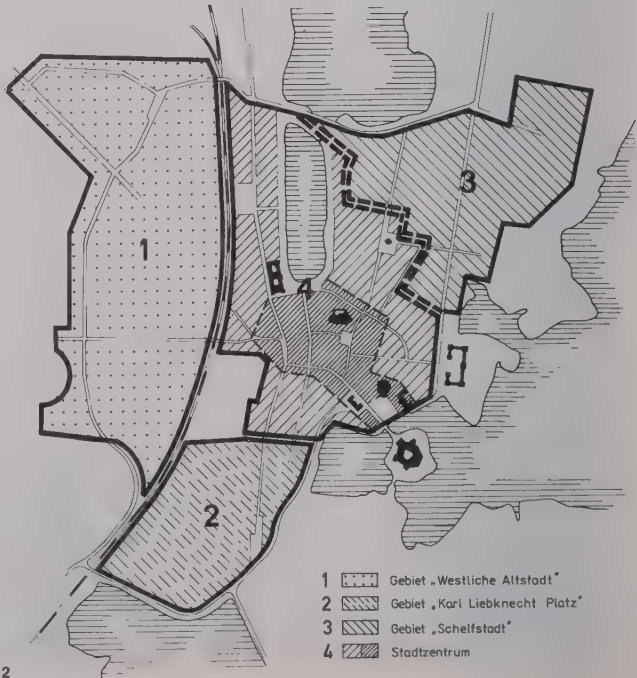 1
3
4
2
1 Gebiet „Westliche Altstadt"
2 Gebiet „Karl Liebknecht Platz"
3 Gebiet „Schelfstadt"
4 Stadtzentrum
2